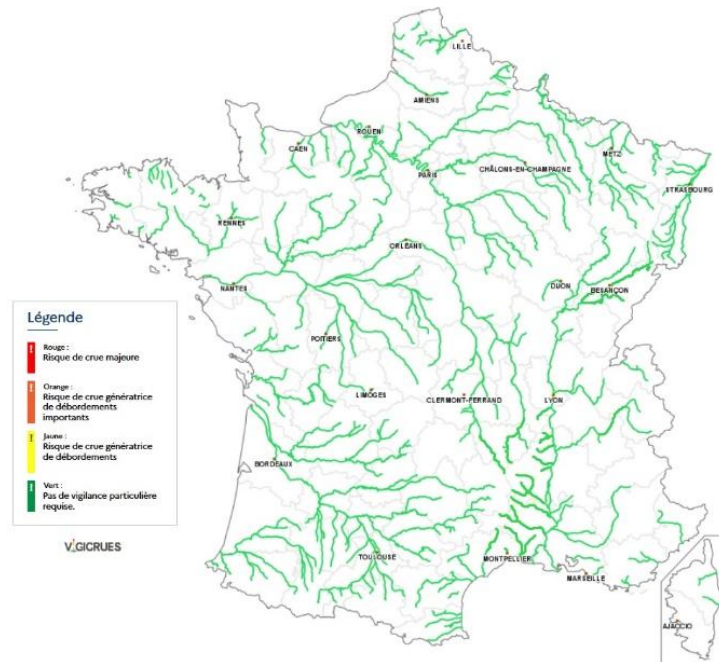 LILLE
AMIENS
ROUEN
CAEN
METZ
PARIS
CHÂLONS-EN-CHAMPAGNE
STRASBOURG
RENNES
ORLÉANS
DIJON
BESANÇON
NANTES
POITIERS
LIMOGES
CLERMONT-FERRAND
LYON
BORDEAUX
TOULOUSE
MONTPELLIER
MARSEILLE
AJACCIO
Légende
! Rouge :
Risque de crue majeure
! Orange :
Risque de crue génératrice
de débordements
importants
! Jaune :
Risque de crue génératrice
de débordements
! Vert :
Pas de vigilance particulière
requise.
VIGICRUES